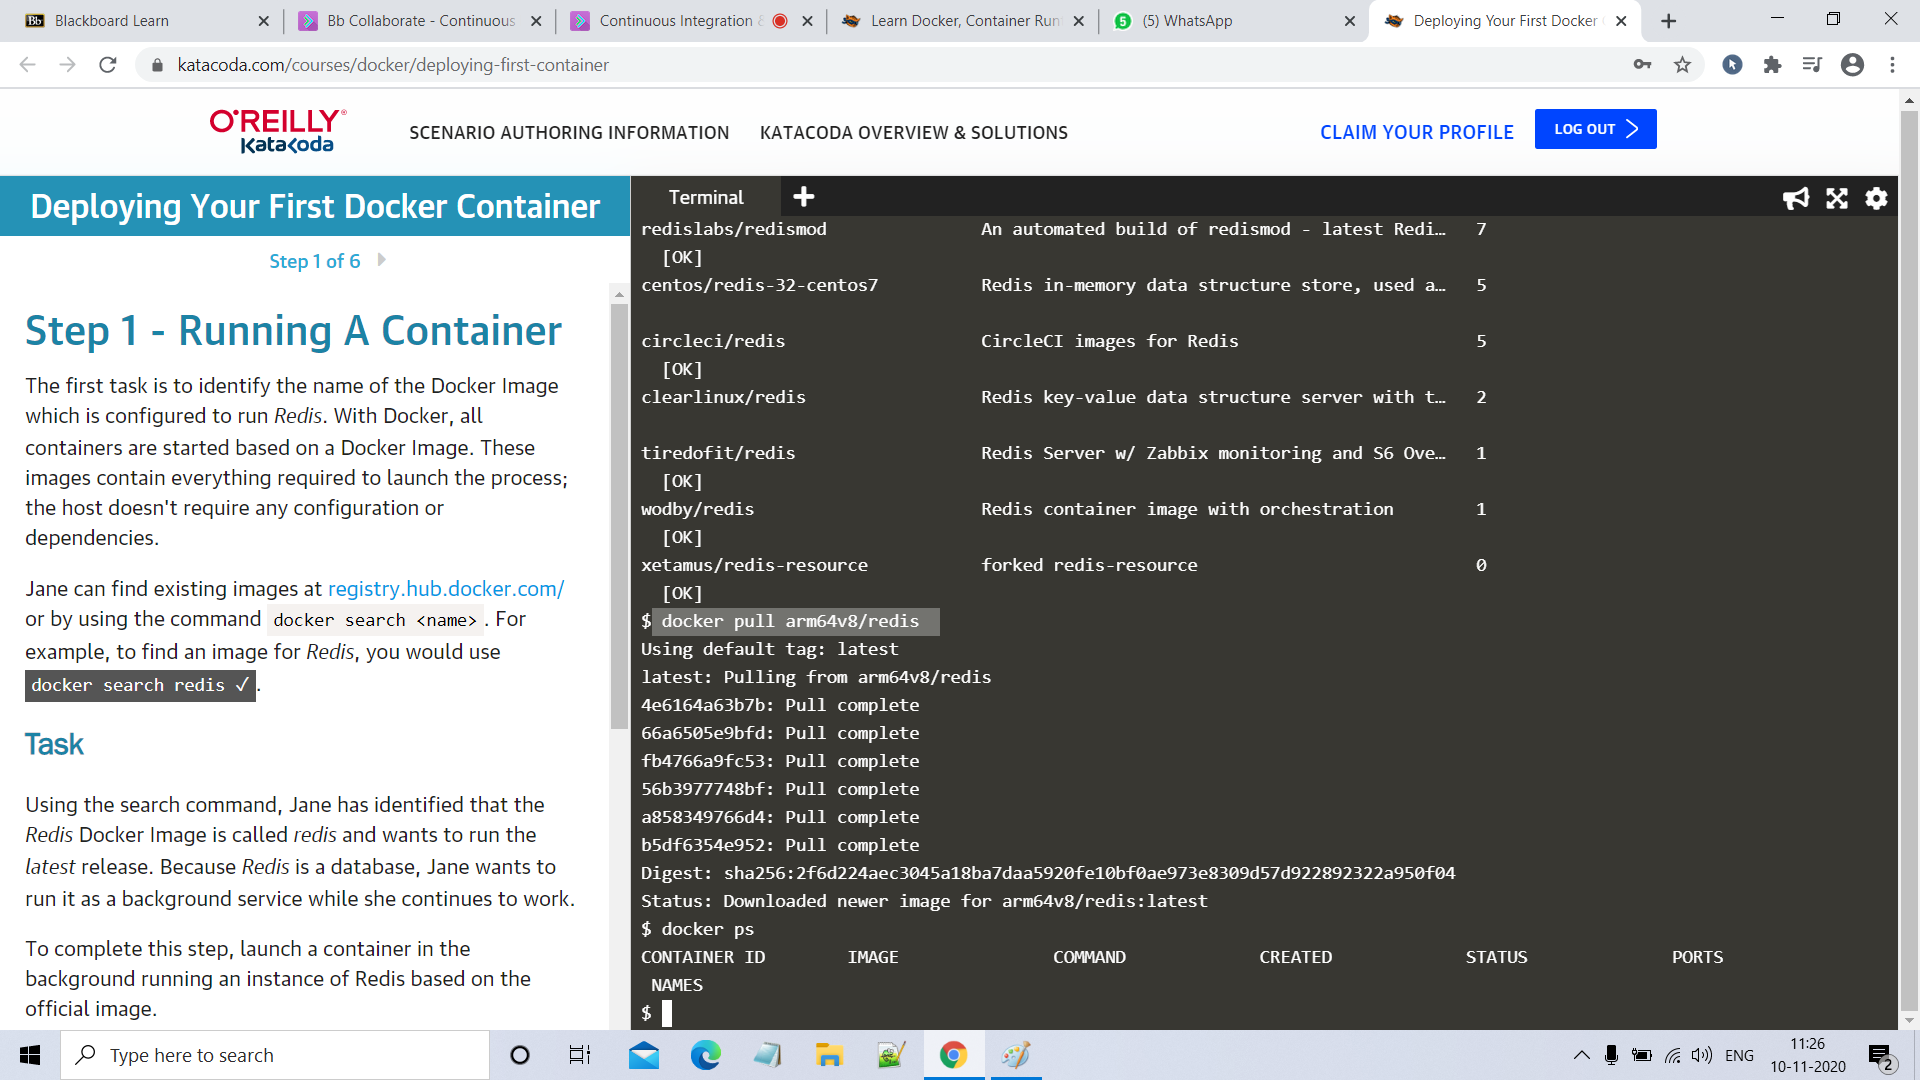 Bb Blackboard Learn
Bb Collaborate - Continuous
Continuous Integration &
Learn Docker, Container Run
5 (5) WhatsApp
Deploying Your First Docker
katacoda.com/courses/docker/deploying-first-container
O'REILLY®
Katacoda
SCENARIO AUTHORING INFORMATION
KATACODA OVERVIEW & SOLUTIONS
CLAIM YOUR PROFILE
LOG OUT
Deploying Your First Docker Container
Step 1 of 6
Step 1 - Running A Container
The first task is to identify the name of the Docker Image
which is configured to run Redis. With Docker, all
containers are started based on a Docker Image. These
images contain everything required to launch the process;
the host doesn't require any configuration or
dependencies.
Jane can find existing images at registry.hub.docker.com/
or by using the command docker search <name> . For
example, to find an image for Redis, you would use
docker search redis ✓ .
Task
Using the search command, Jane has identified that the
Redis Docker Image is called redis and wants to run the
latest release. Because Redis is a database, Jane wants to
run it as a background service while she continues to work.
To complete this step, launch a container in the
background running an instance of Redis based on the
official image.
Terminal
redislabs/redismod An automated build of redismod - latest Redi… 7
[OK]
centos/redis-32-centos7 Redis in-memory data structure store, used a… 5
circleci/redis CircleCI images for Redis 5
[OK]
clearlinux/redis Redis key-value data structure server with t… 2
tiredofit/redis Redis Server w/ Zabbix monitoring and S6 Ove… 1
[OK]
wodby/redis Redis container image with orchestration 1
[OK]
xetamus/redis-resource forked redis-resource 0
[OK]
$ docker pull arm64v8/redis
Using default tag: latest
latest: Pulling from arm64v8/redis
4e6164a63b7b: Pull complete
66a6505e9bfd: Pull complete
fb4766a9fc53: Pull complete
56b3977748bf: Pull complete
a858349766d4: Pull complete
b5df6354e952: Pull complete
Digest: sha256:2f6d224aec3045a18ba7daa5920fe10bf0ae973e8309d57d922892322a950f04
Status: Downloaded newer image for arm64v8/redis:latest
$ docker ps
CONTAINER ID IMAGE COMMAND CREATED STATUS PORTS
NAMES
$
Type here to search
ENG
11:26
10-11-2020
2